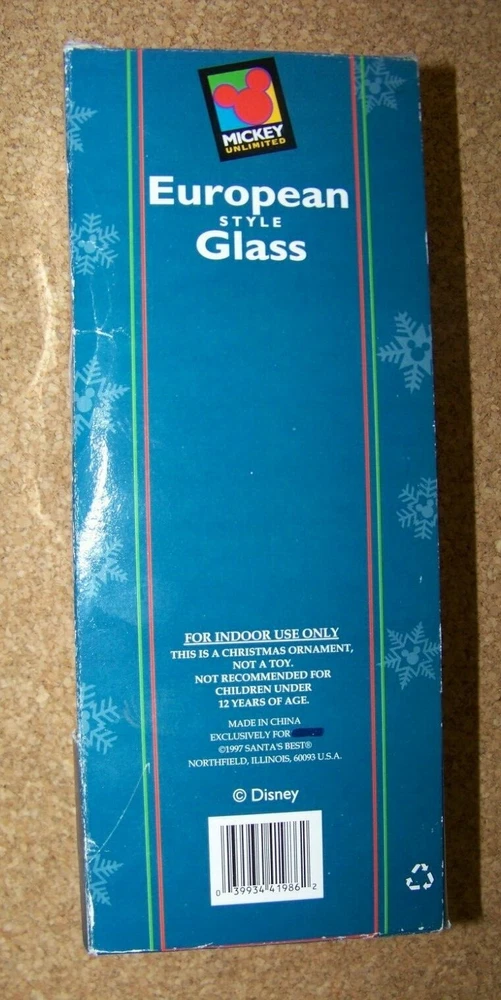 MICKEY
UNLIMITED
European
STYLE
Glass
FOR INDOOR USE ONLY
THIS IS A CHRISTMAS ORNAMENT,
NOT A TOY.
NOT RECOMMENDED FOR
CHILDREN UNDER
12 YEARS OF AGE.
MADE IN CHINA
EXCLUSIVELY FOR
©1997 SANTA'S BEST®
NORTHFIELD, ILLINOIS, 60093 U.S.A.
© Disney
0 39934 41986 2